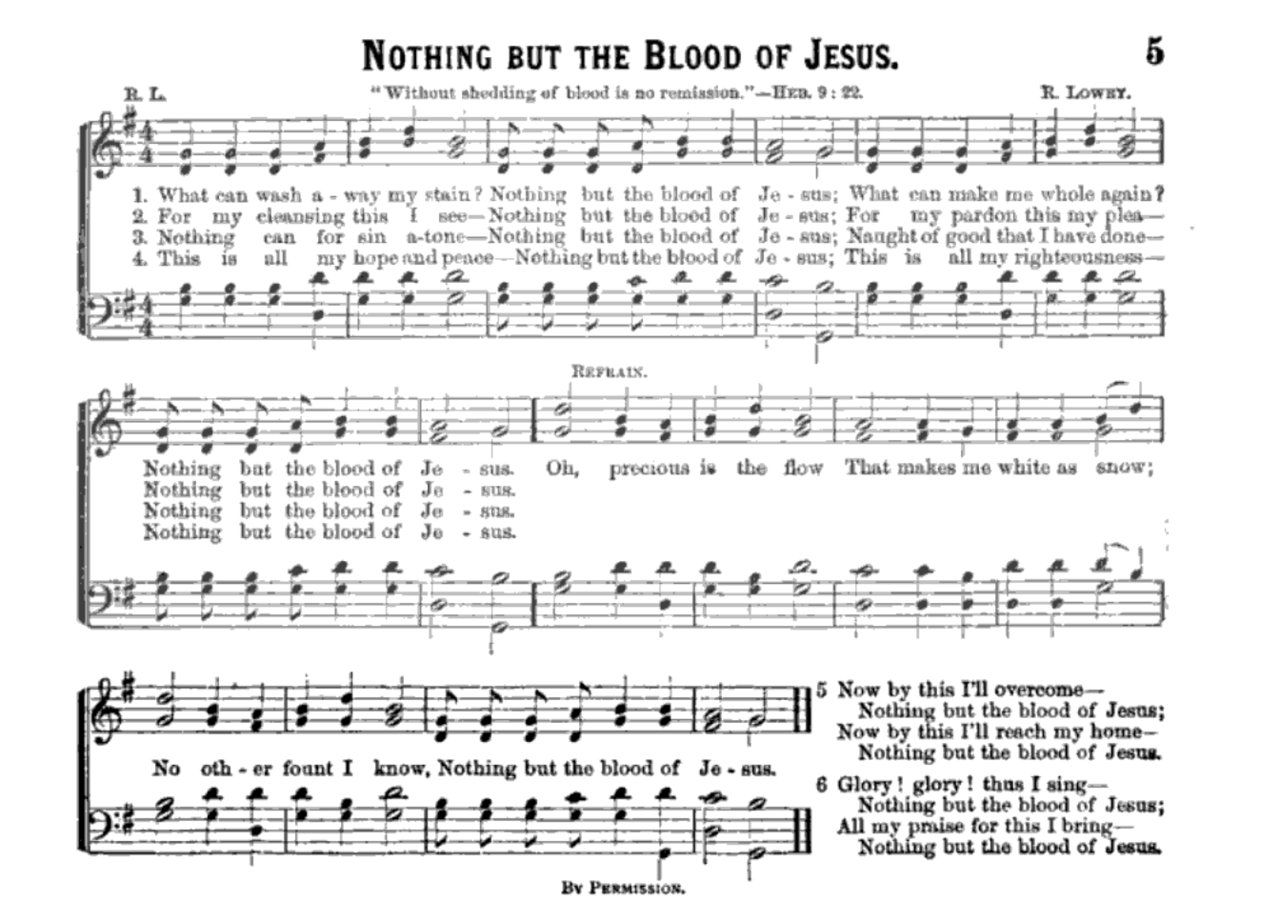 NOTHING BUT THE BLOOD OF JESUS. 5
R. L. "Without shedding of blood is no remission."—HEB. 9: 22. R. LOWRY.
4 4
1. What can wash a - way my stain? Nothing but the blood of Je - sus; What can make me whole again?
2. For my cleansing this I see—Nothing but the blood of Je - sus; For my pardon this my plea—
3. Nothing can for sin a-tone—Nothing but the blood of Je - sus; Naught of good that I have done—
4. This is all my hope and peace—Nothing but the blood of Je - sus; This is all my righteousness—
4 4
REFRAIN.
Nothing but the blood of Je - sus. Oh, precious is the flow That makes me white as snow;
Nothing but the blood of Je - sus.
Nothing but the blood of Je - sus.
Nothing but the blood of Je - sus.
No oth - er fount I know, Nothing but the blood of Je - sus.
5 Now by this I'll overcome—
Nothing but the blood of Jesus;
Now by this I'll reach my home—
Nothing but the blood of Jesus.
6 Glory! glory! thus I sing—
Nothing but the blood of Jesus;
All my praise for this I bring—
Nothing but the blood of Jesus.
BY PERMISSION.